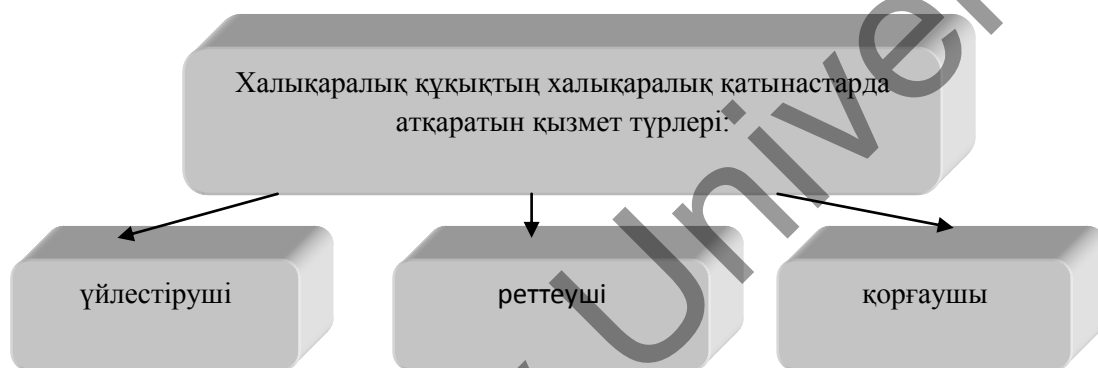 Халықаралық құқықтың халықаралық қатынастарда
атқаратын қызмет түрлері:
үйлестіруші
реттеуші
қорғаушы
Univer